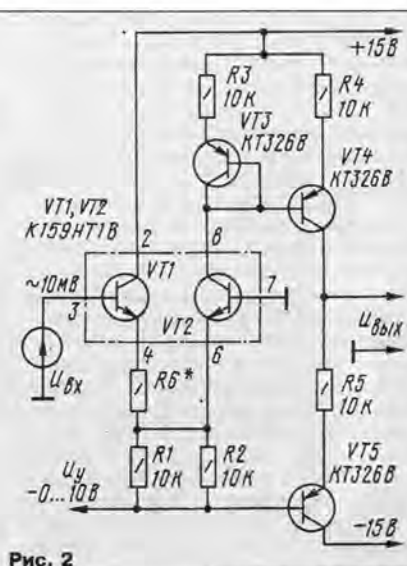 +15В
R3
10К
R4
10К
VT3
КТ326В
VT4
КТ326В
VT1, VT2
К159НТ1В
2
8
~10мВ
VT1
7
3
VT2
Uвх
4
6
Uвых
R6*
R5
10К
Uу
-0...10В
R1
10К
R2
10К
VT5
КТ326В
-15В
Рис. 2